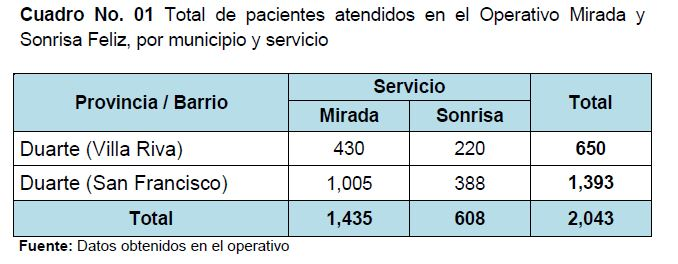 Cuadro No. 01 Total de pacientes atendidos en el Operativo Mirada y
Sonrisa Feliz, por municipio y servicio
Provincia / Barrio Servicio Total
Mirada Sonrisa
Duarte (Villa Riva) 430 220 650
Duarte (San Francisco) 1,005 388 1,393
Total 1,435 608 2,043
Fuente: Datos obtenidos en el operativo